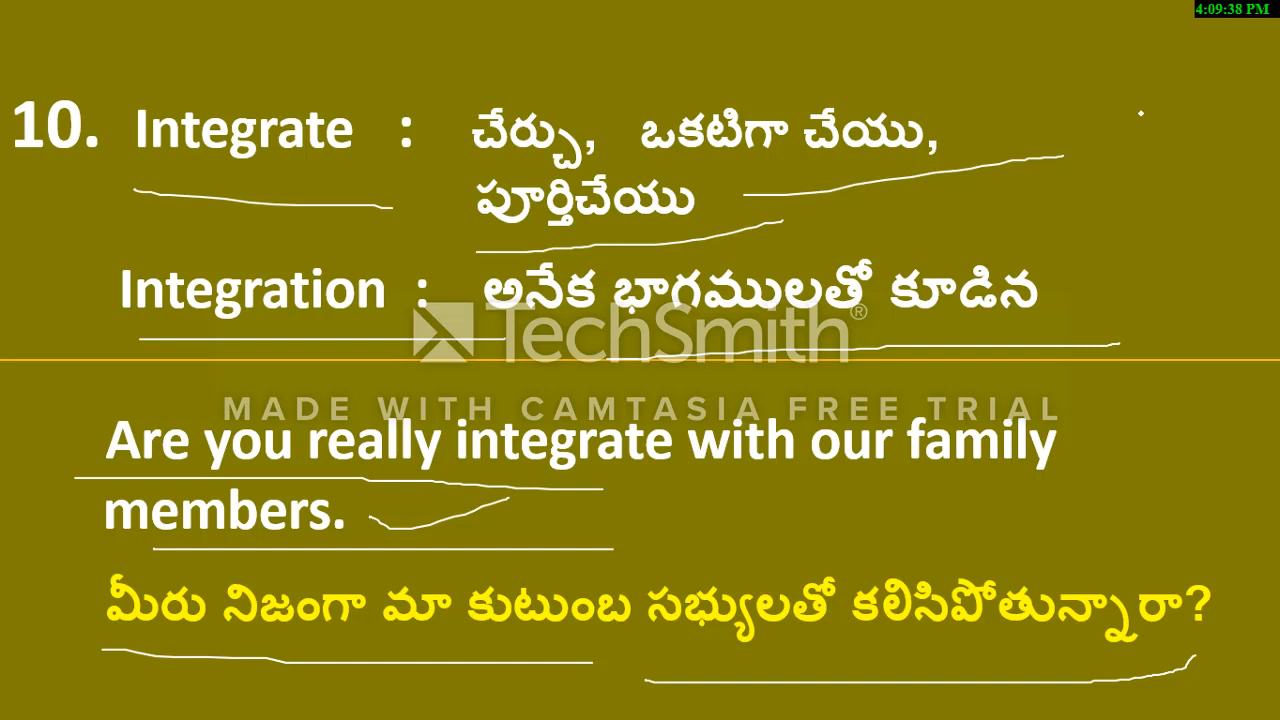 4:09:38 PM
10. Integrate : చేర్చు, ఒకటిగా చేయు,
పూర్తిచేయు
Integration : అనేక భాగములతో కూడిన
TechSmith®
MADE WITH CAMTASIA FREE TRIAL
Are you really integrate with our family
members.
మీరు నిజంగా మా కుటుంబ సభ్యులతో కలిసిపోతున్నారా?